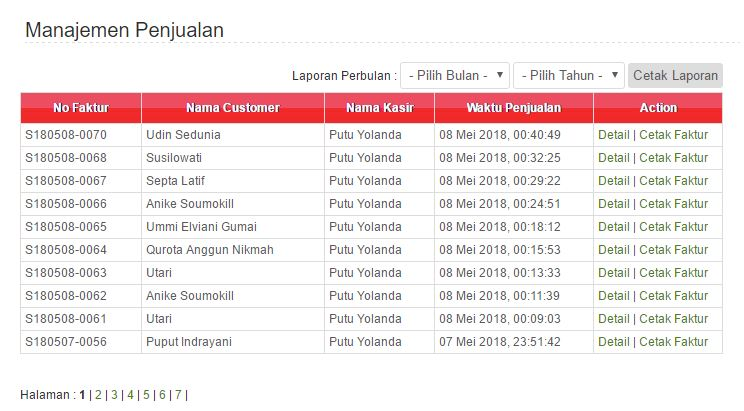 Manajemen Penjualan
Laporan Perbulan : - Pilih Bulan - - Pilih Tahun - Cetak Laporan
No Faktur Nama Customer Nama Kasir Waktu Penjualan Action
S180508-0070 Udin Sedunia Putu Yolanda 08 Mei 2018, 00:40:49 Detail | Cetak Faktur
S180508-0068 Susilowati Putu Yolanda 08 Mei 2018, 00:32:25 Detail | Cetak Faktur
S180508-0067 Septa Latif Putu Yolanda 08 Mei 2018, 00:29:22 Detail | Cetak Faktur
S180508-0066 Anike Soumokill Putu Yolanda 08 Mei 2018, 00:24:51 Detail | Cetak Faktur
S180508-0065 Ummi Elviani Gumai Putu Yolanda 08 Mei 2018, 00:18:12 Detail | Cetak Faktur
S180508-0064 Qurota Anggun Nikmah Putu Yolanda 08 Mei 2018, 00:15:53 Detail | Cetak Faktur
S180508-0063 Utari Putu Yolanda 08 Mei 2018, 00:13:33 Detail | Cetak Faktur
S180508-0062 Anike Soumokill Putu Yolanda 08 Mei 2018, 00:11:39 Detail | Cetak Faktur
S180508-0061 Utari Putu Yolanda 08 Mei 2018, 00:09:03 Detail | Cetak Faktur
S180507-0056 Puput Indrayani Putu Yolanda 07 Mei 2018, 23:51:42 Detail | Cetak Faktur
Halaman : 1 | 2 | 3 | 4 | 5 | 6 | 7 |